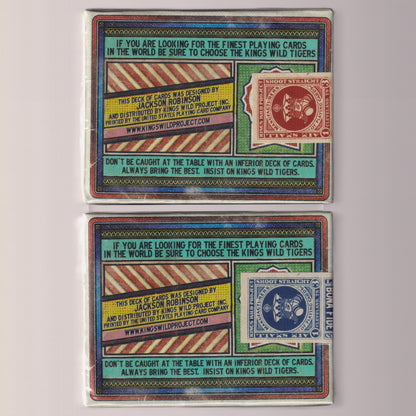 IF YOU ARE LOOKING FOR THE FINEST PLAYING CARDS
IN THE WORLD BE SURE TO CHOOSE THE KINGS WILD TIGERS
THIS DECK OF CARDS WAS DESIGNED BY
JACKSON ROBINSON
AND DISTRIBUTED BY KINGS WILD PROJECT INC.
PRINTED BY THE UNITED STATES PLAYING CARD COMPANY
WWW.KINGSWILDPROJECT.COM
SHOOT STRAIGHT
DON'T BE CAUGHT AT THE TABLE WITH AN INFERIOR DECK OF CARDS.
ALWAYS BRING THE BEST. INSIST ON KINGS WILD TIGERS.
IF YOU ARE LOOKING FOR THE FINEST PLAYING CARDS
IN THE WORLD BE SURE TO CHOOSE THE KINGS WILD TIGERS
THIS DECK OF CARDS WAS DESIGNED BY
JACKSON ROBINSON
AND DISTRIBUTED BY KINGS WILD PROJECT INC.
PRINTED BY THE UNITED STATES PLAYING CARD COMPANY
WWW.KINGSWILDPROJECT.COM
SHOOT STRAIGHT
DON'T BE CAUGHT AT THE TABLE WITH AN INFERIOR DECK OF CARDS.
ALWAYS BRING THE BEST. INSIST ON KINGS WILD TIGERS.